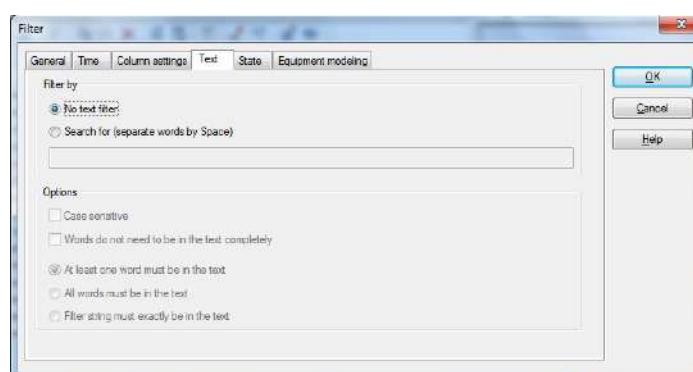 Filter
General Time Column settings Text State Equipment modeling
Filter by
No text filter
Search for (separate words by Space)
Options
Case sensitive
Words do not need to be in the text completely
At least one word must be in the text
All words must be in the text
Filter string must exactly be in the text
OK
Cancel
Help